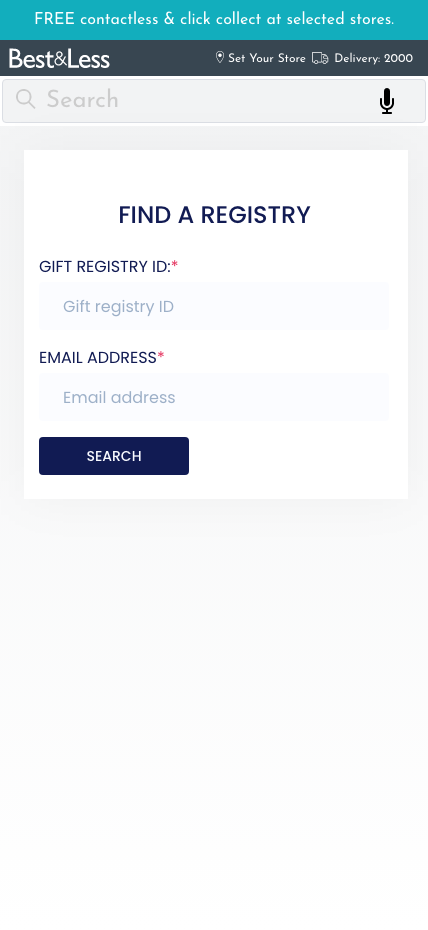 FREE contactless & click collect at selected stores.
Best&Less
Set Your Store
Delivery: 2000
Search
FIND A REGISTRY
GIFT REGISTRY ID:*
Gift registry ID
EMAIL ADDRESS*
Email address
SEARCH